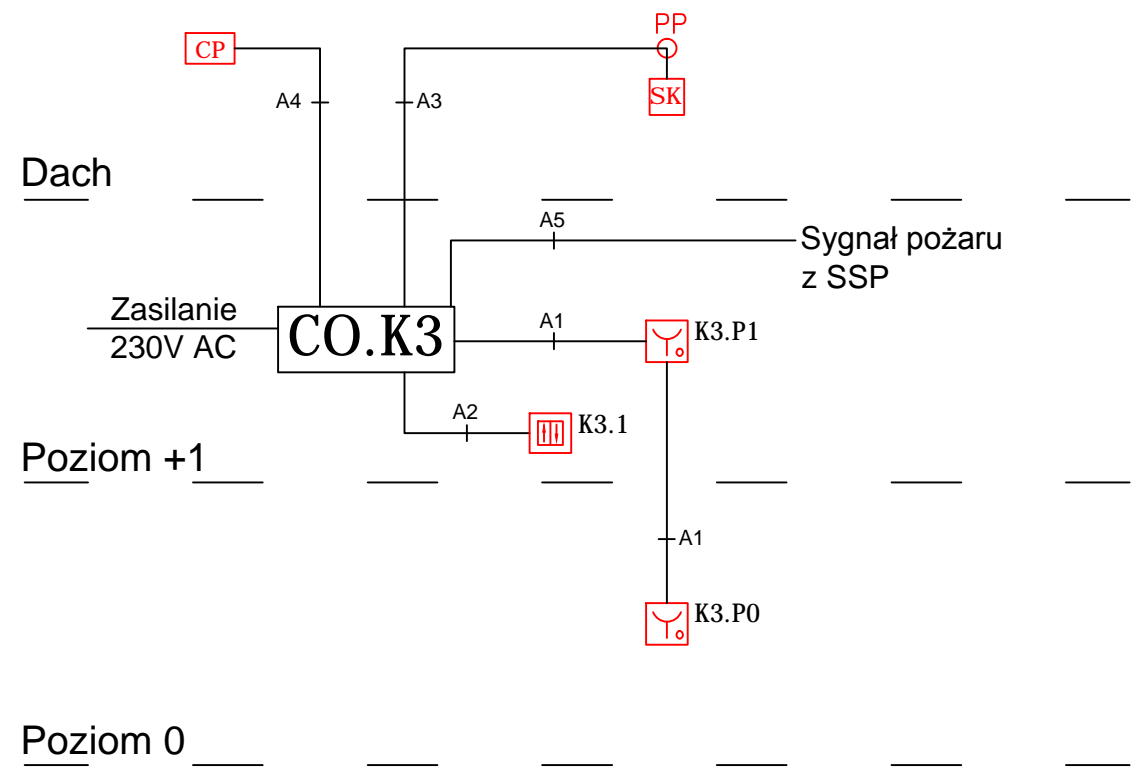 PP
CP
SK
A4
A3
Dach
A5
Sygnał pożaru
z SSP
Zasilanie
230V AC
CO.K3
A1
K3.P1
A2
K3.1
Poziom +1
A1
K3.P0
Poziom 0